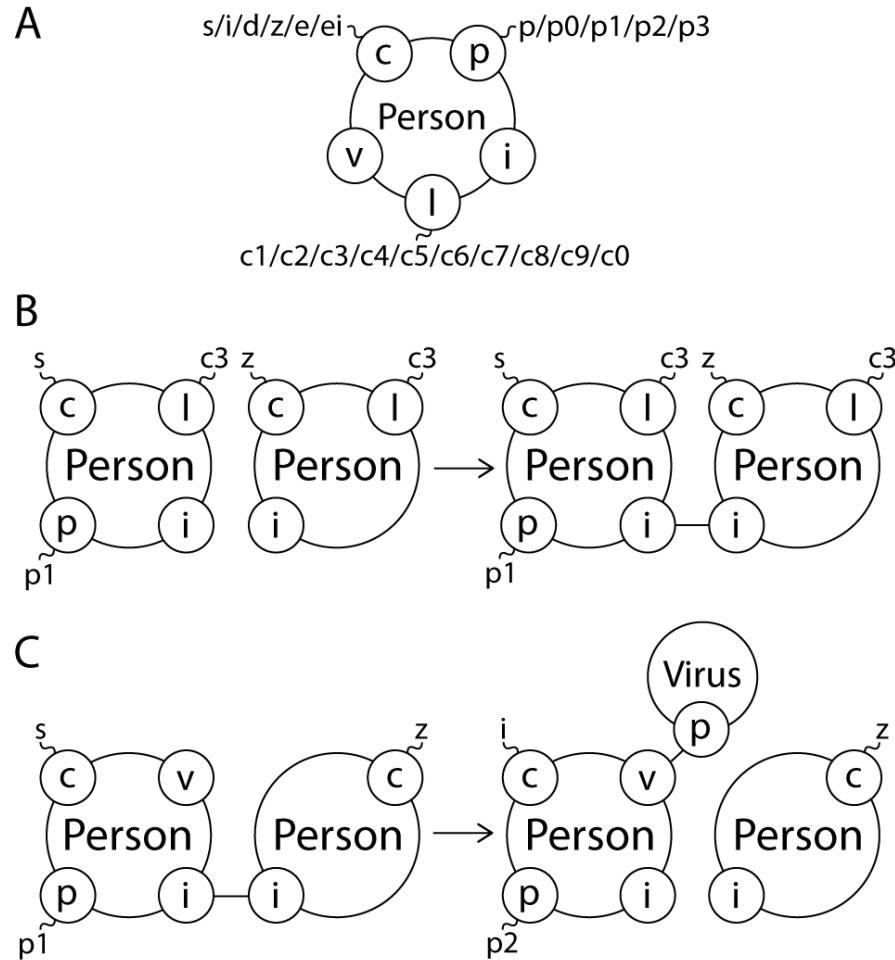 A
s/i/d/z/e/ei
p/p0/p1/p2/p3
c
p
Person
v
i
l
c1/c2/c3/c4/c5/c6/c7/c8/c9/c0
B
s
c3
z
c3
s
c3
z
c3
c
l
c
l
c
l
c
l
Person
Person
Person
Person
p
i
i
p
i
i
p1
p1
C
Virus
p
s
z
i
z
c
v
c
c
v
c
Person
Person
Person
Person
p
i
i
p
i
i
p1
p2